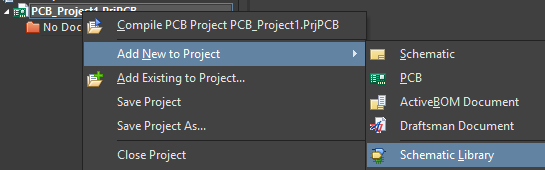 PCB_Project1.PrjPCB
No Doc
Compile PCB Project PCB_Project1.PrjPCB
Add New to Project
Add Existing to Project...
Save Project
Save Project As...
Close Project
Schematic
PCB
ActiveBOM Document
Draftsman Document
Schematic Library